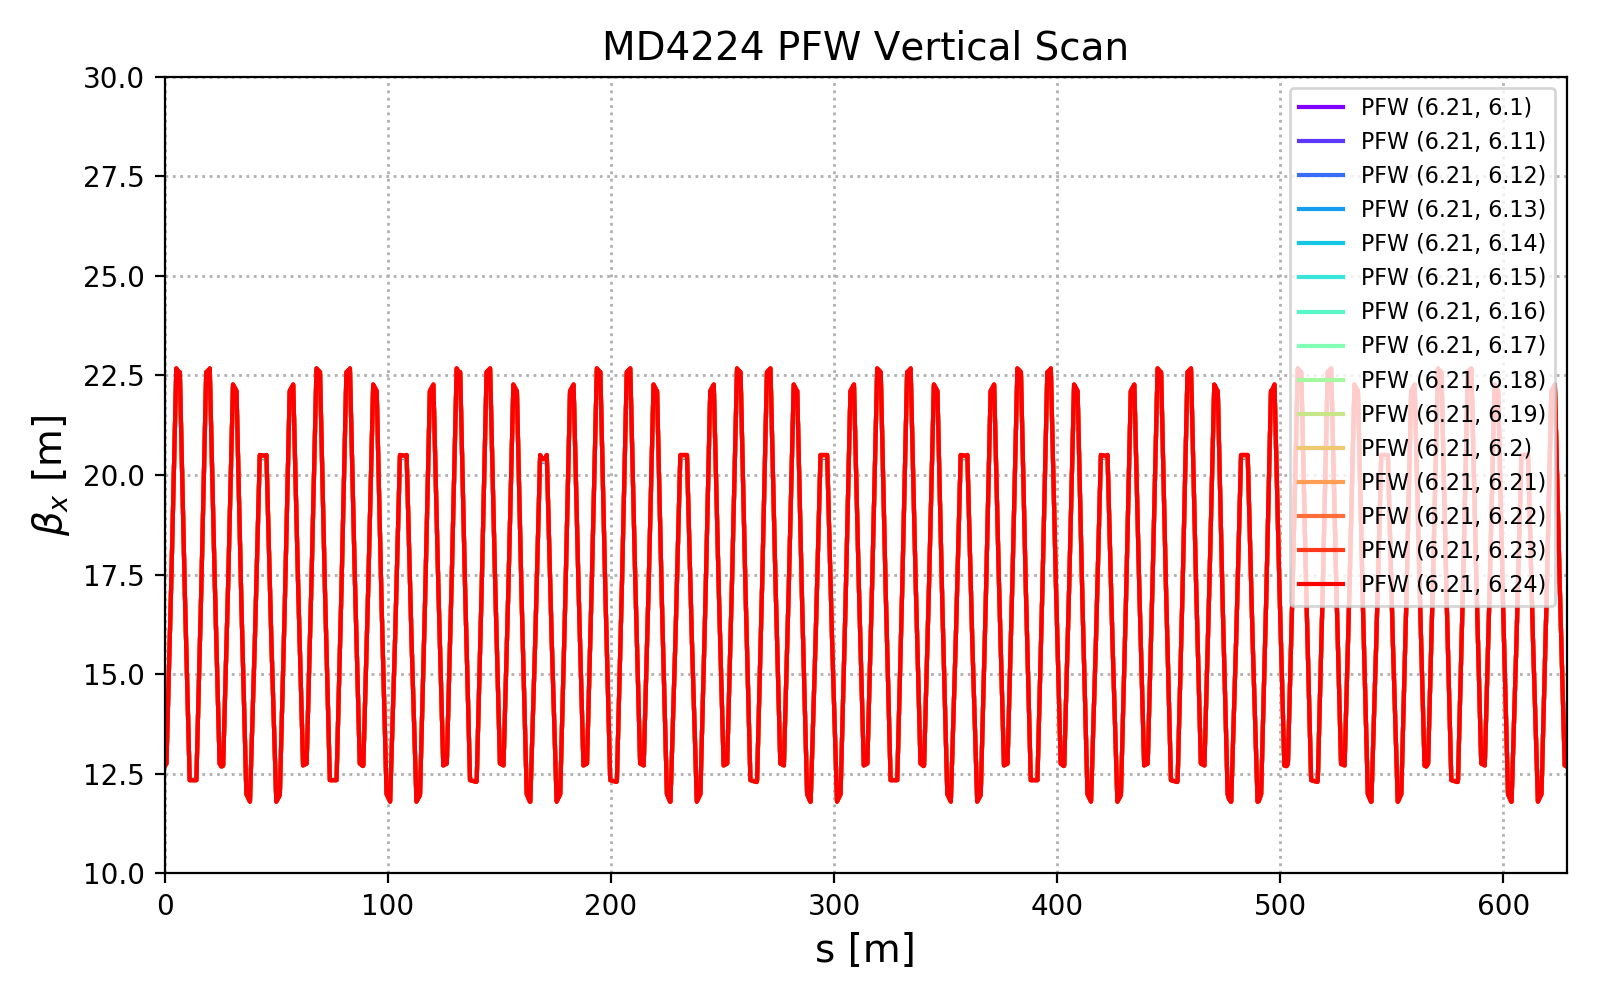 MD4224 PFW Vertical Scan
30.0
27.5
25.0
22.5
20.0
17.5
15.0
12.5
10.0
βx [m]
PFW (6.21, 6.1)
PFW (6.21, 6.11)
PFW (6.21, 6.12)
PFW (6.21, 6.13)
PFW (6.21, 6.14)
PFW (6.21, 6.15)
PFW (6.21, 6.16)
PFW (6.21, 6.17)
PFW (6.21, 6.18)
PFW (6.21, 6.19)
PFW (6.21, 6.2)
PFW (6.21, 6.21)
PFW (6.21, 6.22)
PFW (6.21, 6.23)
PFW (6.21, 6.24)
0 100 200 300 400 500 600
s [m]